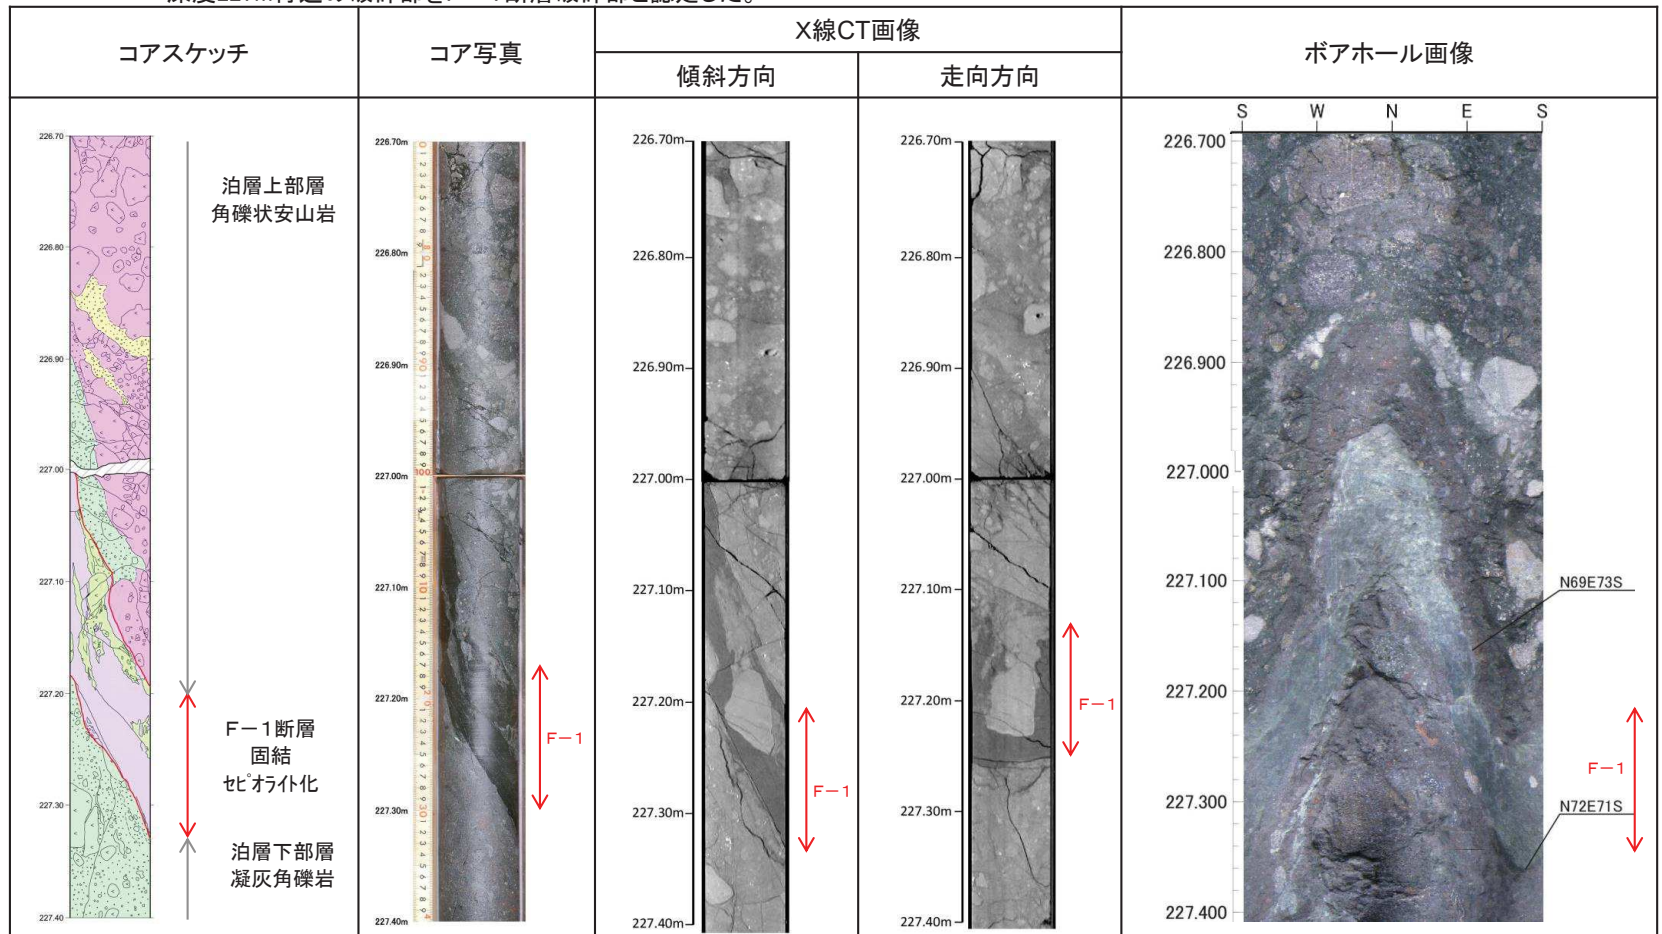 コアスケッチ
コア写真
X線CT画像
傾斜方向
走向方向
ボアホール画像
226.70
226.80
226.90
227.00
227.10
227.20
227.30
227.40
泊層上部層
角礫状安山岩
F-1断層
固結
セピオライト化
泊層下部層
凝灰角礫岩
226.70m
226.80m
226.90m
227.00m
227.10m
227.20m
227.30m
227.40m
F-1
226.70m
226.80m
226.90m
227.00m
227.10m
227.20m
227.30m
227.40m
F-1
226.70m
226.80m
226.90m
227.00m
227.10m
227.20m
227.30m
227.40m
F-1
S W N E S
226.700
226.800
226.900
227.000
227.100
227.200
227.300
227.400
N69E73S
N72E71S
F-1